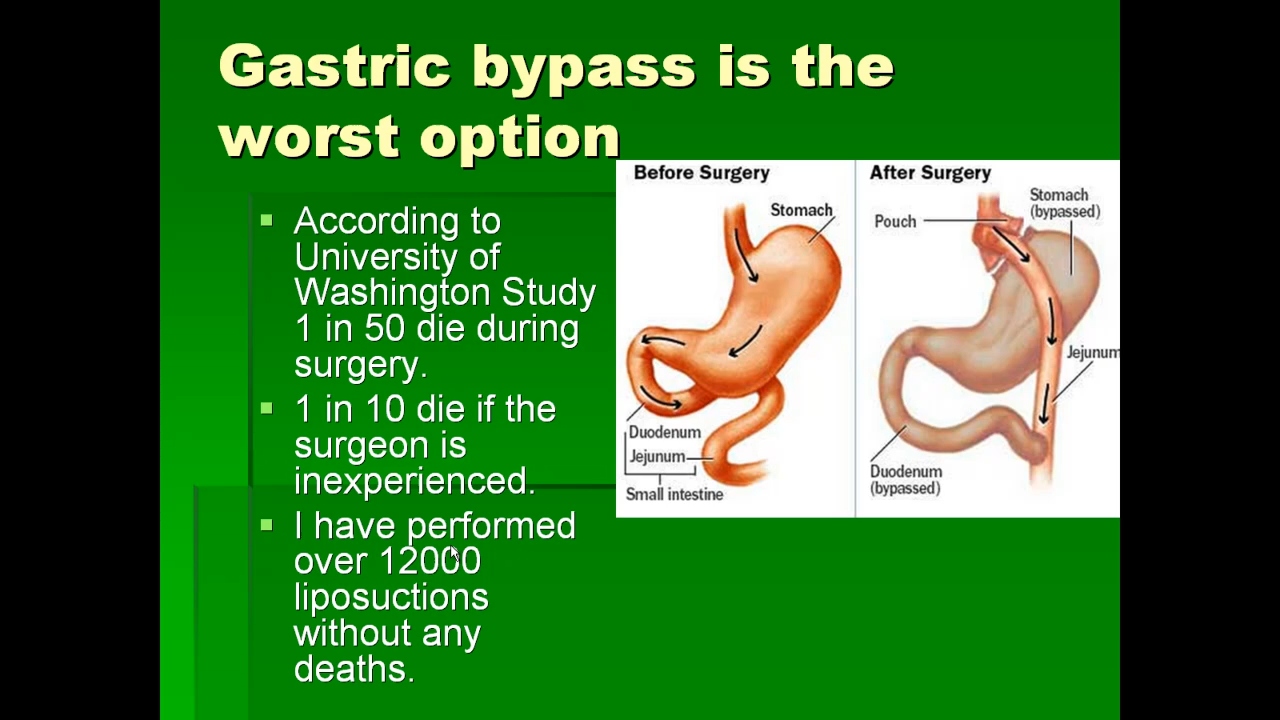 Gastric bypass is the
worst option
According to
University of
Washington Study
1 in 50 die during
surgery.
1 in 10 die if the
surgeon is
inexperienced.
I have performed
over 12000
liposuctions
without any
deaths.
Before Surgery
Stomach
Duodenum
Jejunum
Small intestine
After Surgery
Stomach
(bypassed)
Pouch
Jejunum
Duodenum
(bypassed)